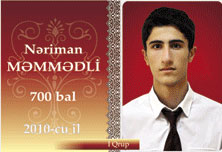 Nəriman
MƏMMƏDLİ
700 bal
2010-cu il
I Qrup